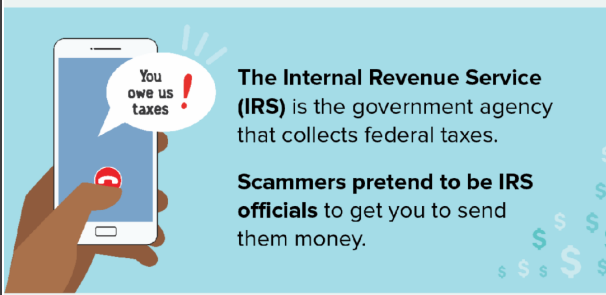 You
owe us
taxes !
The Internal Revenue Service
(IRS) is the government agency
that collects federal taxes.
Scammers pretend to be IRS
officials to get you to send
them money.
$ $
$
$ $ $ $ $